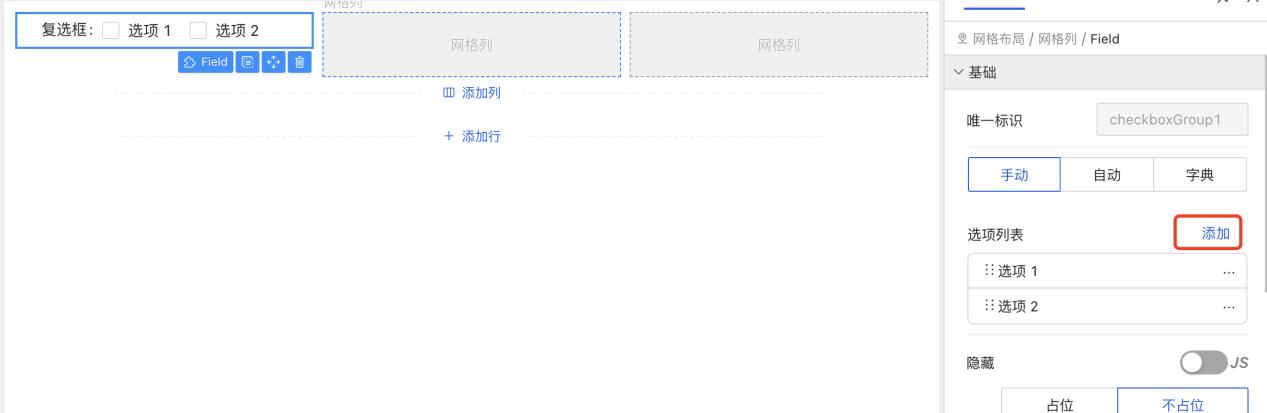 网格列
复选框： 选项 1 选项 2
网格列
网格列
Field
添加列
添加行
网格布局 / 网格列 / Field
基础
唯一标识
checkboxGroup1
手动 自动 字典
选项列表 添加
选项 1 ...
选项 2 ...
隐藏 JS
占位 不占位